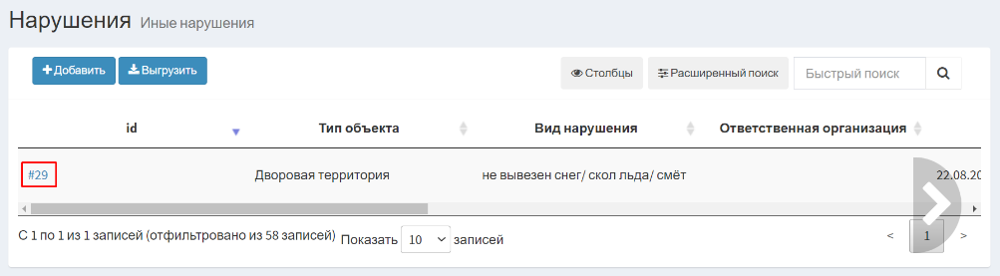 Нарушения Иные нарушения
Добавить Выгрузить Столбцы Расширенный поиск Быстрый поиск
id Тип объекта Вид нарушения Ответственная организация
#29 Дворовая территория не вывезен снег/ скол льда/ смёт 22.08.20
С 1 по 1 из 1 записей (отфильтровано из 58 записей) Показать 10 записей < 1 >